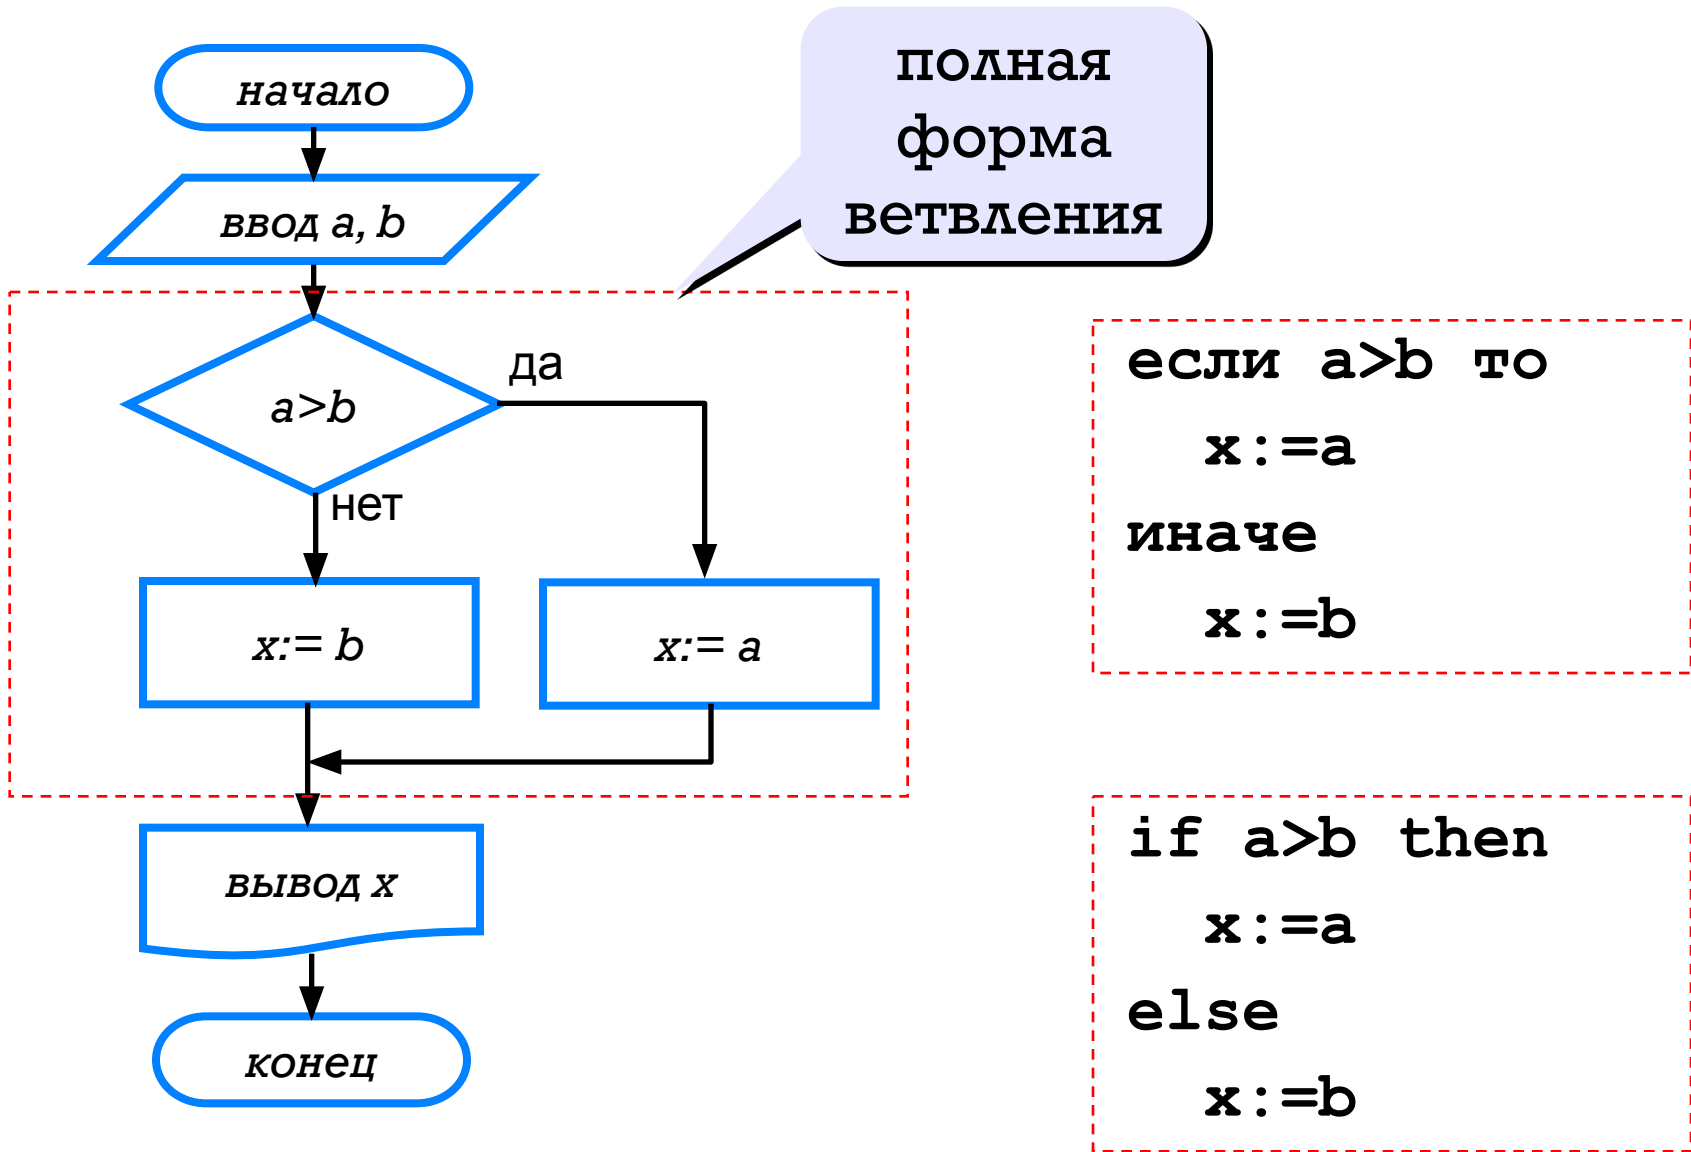 начало
ввод a, b
полная
форма
ветвления
a>b
да
нет
x:= b
x:= a
вывод x
конец
если a>b то
x:=a
иначе
x:=b
if a>b then
x:=a
else
x:=b